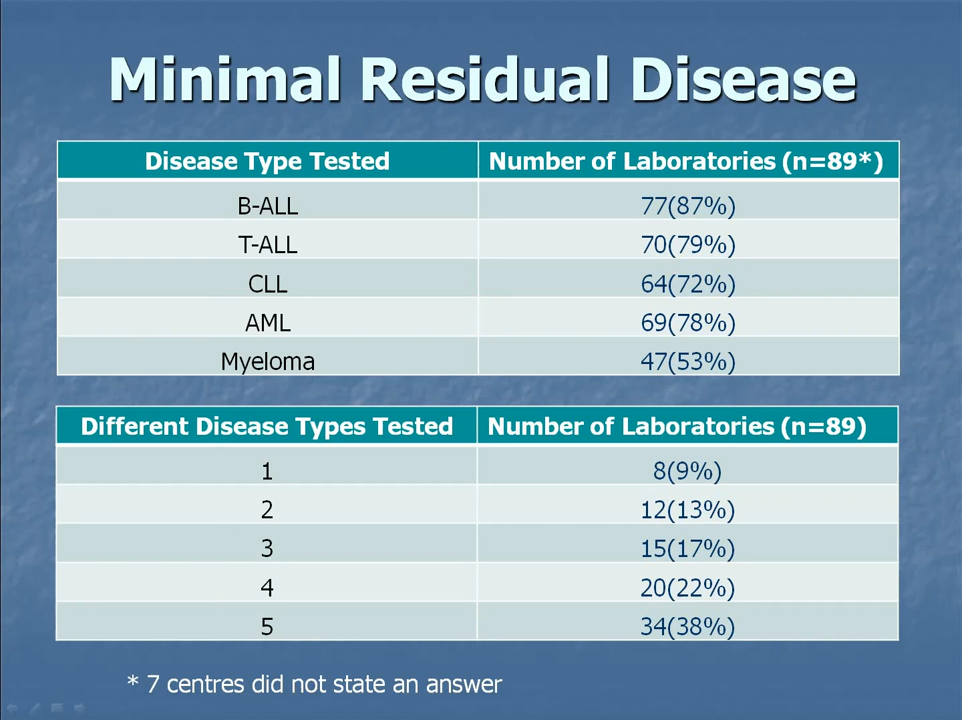 Minimal Residual Disease
Disease Type Tested Number of Laboratories (n=89*)
B-ALL 77(87%)
T-ALL 70(79%)
CLL 64(72%)
AML 69(78%)
Myeloma 47(53%)
Different Disease Types Tested Number of Laboratories (n=89)
1 8(9%)
2 12(13%)
3 15(17%)
4 20(22%)
5 34(38%)
* 7 centres did not state an answer